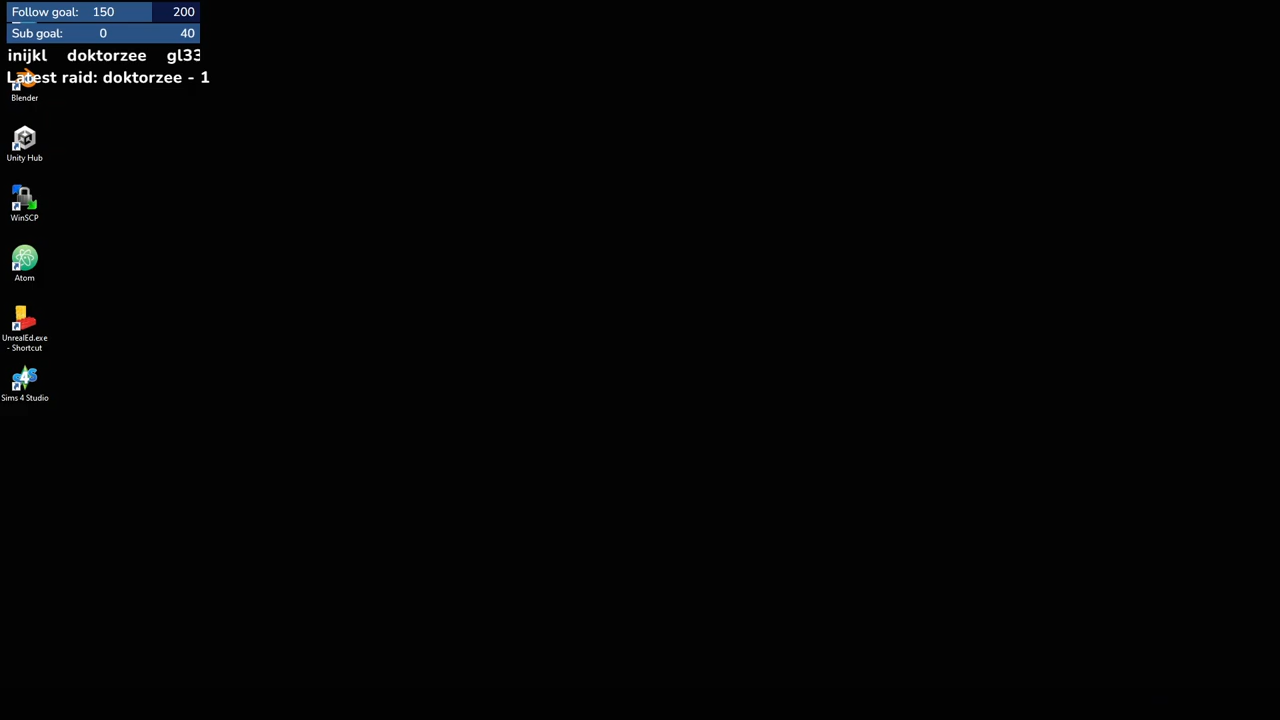 Follow goal: 150 200
Sub goal: 0 40
inijkl doktorzee gl33
Latest raid: doktorzee - 1
Blender
Unity Hub
WinSCP
Atom
UnrealEd.exe
- Shortcut
Sims 4 Studio